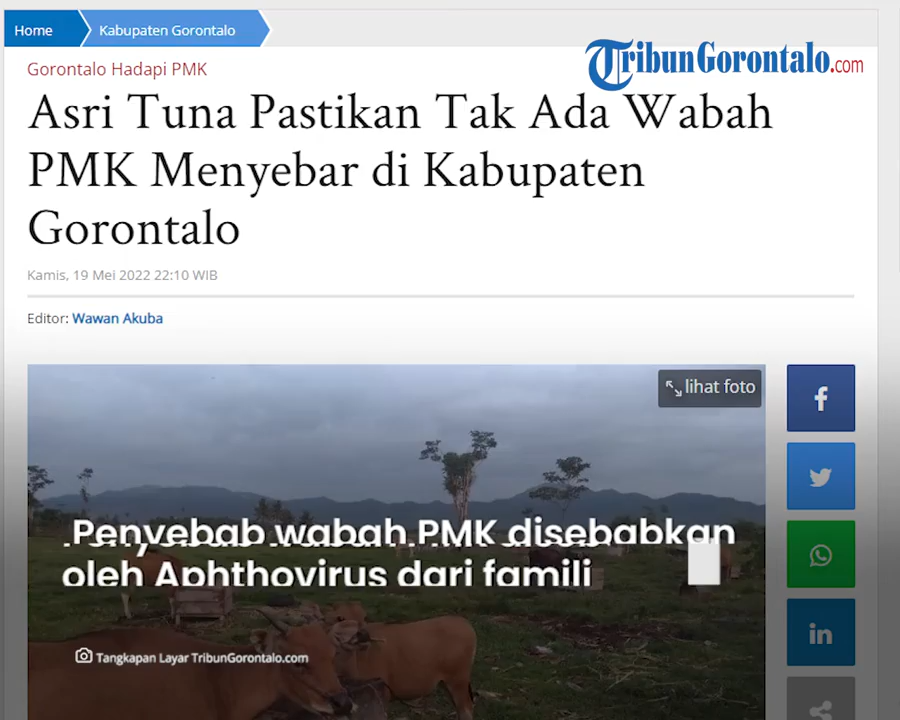 Home
Kabupaten Gorontalo
TribunGorontalo.com
Gorontalo Hadapi PMK
Asri Tuna Pastikan Tak Ada Wabah
PMK Menyebar di Kabupaten
Gorontalo
Kamis, 19 Mei 2022 22:10 WIB
Editor: Wawan Akuba
lihat foto
Penyebab wabah PMK disebabkan
oleh Aphthovirus dari famili
Tangkapan Layar TribunGorontalo.com